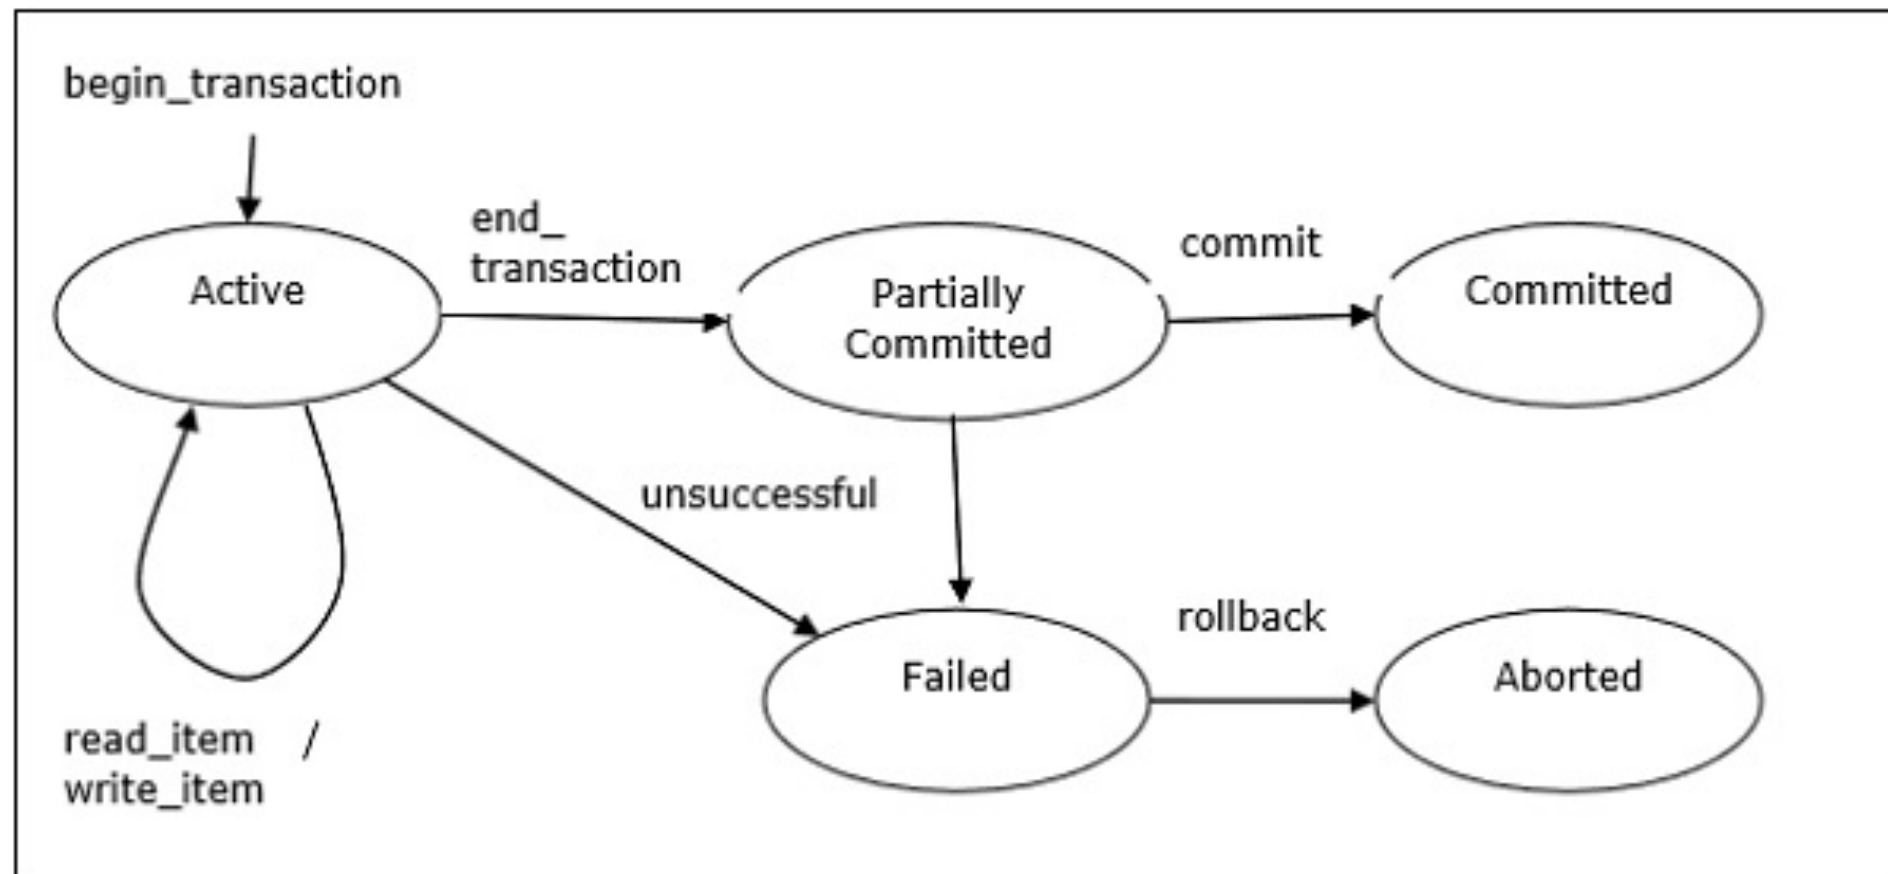 begin_transaction
end_
transaction
commit
Active
Partially
Committed
Committed
unsuccessful
rollback
Failed
Aborted
read_item /
write_item